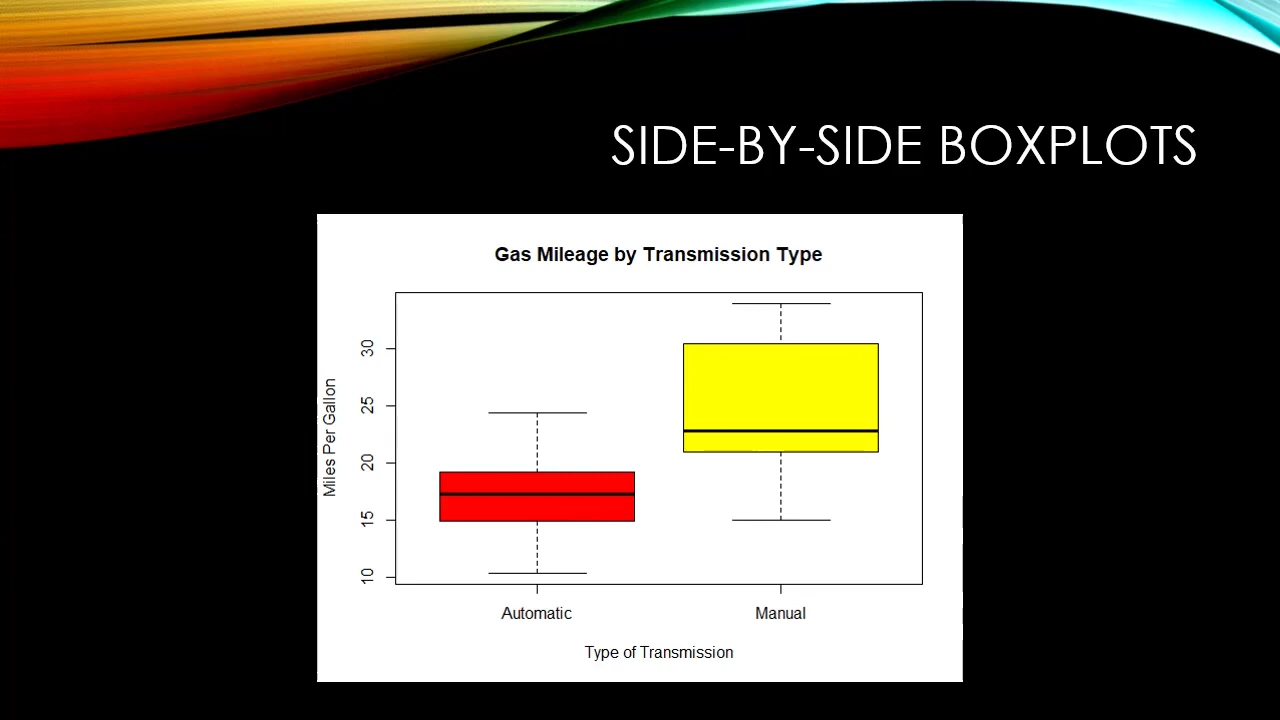 SIDE-BY-SIDE BOXPLOTS
Gas Mileage by Transmission Type
Miles Per Gallon
30
25
20
15
10
Automatic Manual
Type of Transmission